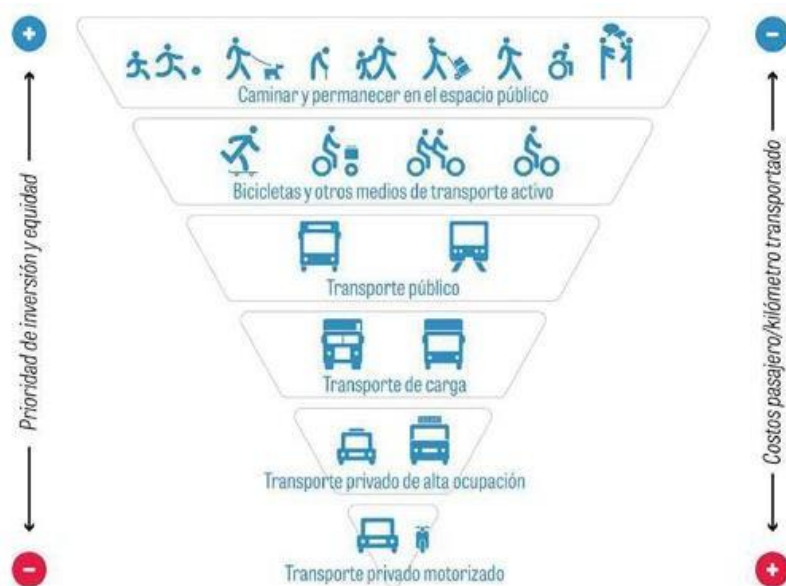 +
−
Caminar y permanecer en el espacio público
Bicicletas y otros medios de transporte activo
Transporte público
Transporte de carga
Transporte privado de alta ocupación
Transporte privado motorizado
Prioridad de inversión y equidad
Costos pasajero/kilómetro transportado
−
+